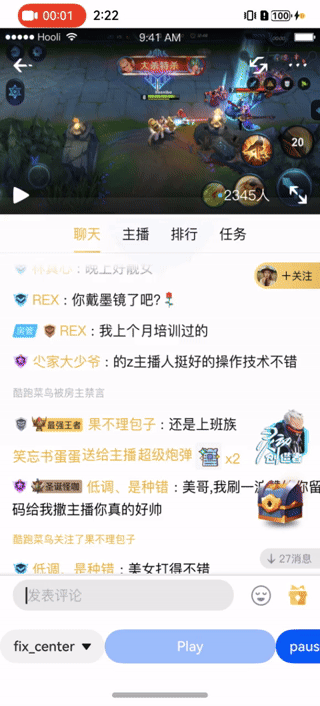 00:01 2:22 100
Hooli 9:41 AM
大杀特杀
20
2345人
聊天 主播 排行 任务
：晚上好靓女
REX：你戴墨镜了吧?🌹
+关注
房管 REX：我上个月培训过的
尐家大少爷：的z主播人挺好的操作技术不错
酷跑菜鸟被房主禁言
最强王者 果不理包子：还是上班族
笑忘书蛋蛋送给主播超级炮弹 x2
圣诞怪咖 低调、是种错：美哥,我刷一 你留
码给我撒主播你真的好帅
酷跑菜鸟关注了果不理包子
27消息
低调、是种错：美女打得不错
发表评论
fix_center Play paus